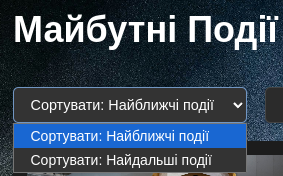 Майбутні Події
Сортувати: Найближчі події
Сортувати: Найближчі події
Сортувати: Найдальші події